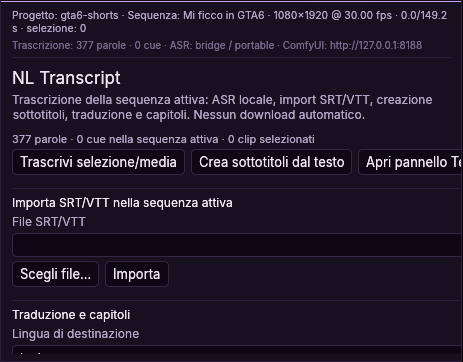 Progetto: gta6-shorts · Sequenza: Mi ficco in GTA6 · 1080×1920 @ 30.00 fps · 0.0/149.2
s · selezione: 0
Trascrizione: 377 parole · 0 cue · ASR: bridge / portable · ComfyUI: http://127.0.0.1:8188
NL Transcript
Trascrizione della sequenza attiva: ASR locale, import SRT/VTT, creazione
sottotitoli, traduzione e capitoli. Nessun download automatico.
377 parole · 0 cue nella sequenza attiva · 0 clip selezionati
Trascrivi selezione/media Crea sottotitoli dal testo Apri pannello
Importa SRT/VTT nella sequenza attiva
File SRT/VTT
Scegli file... Importa
Traduzione e capitoli
Lingua di destinazione